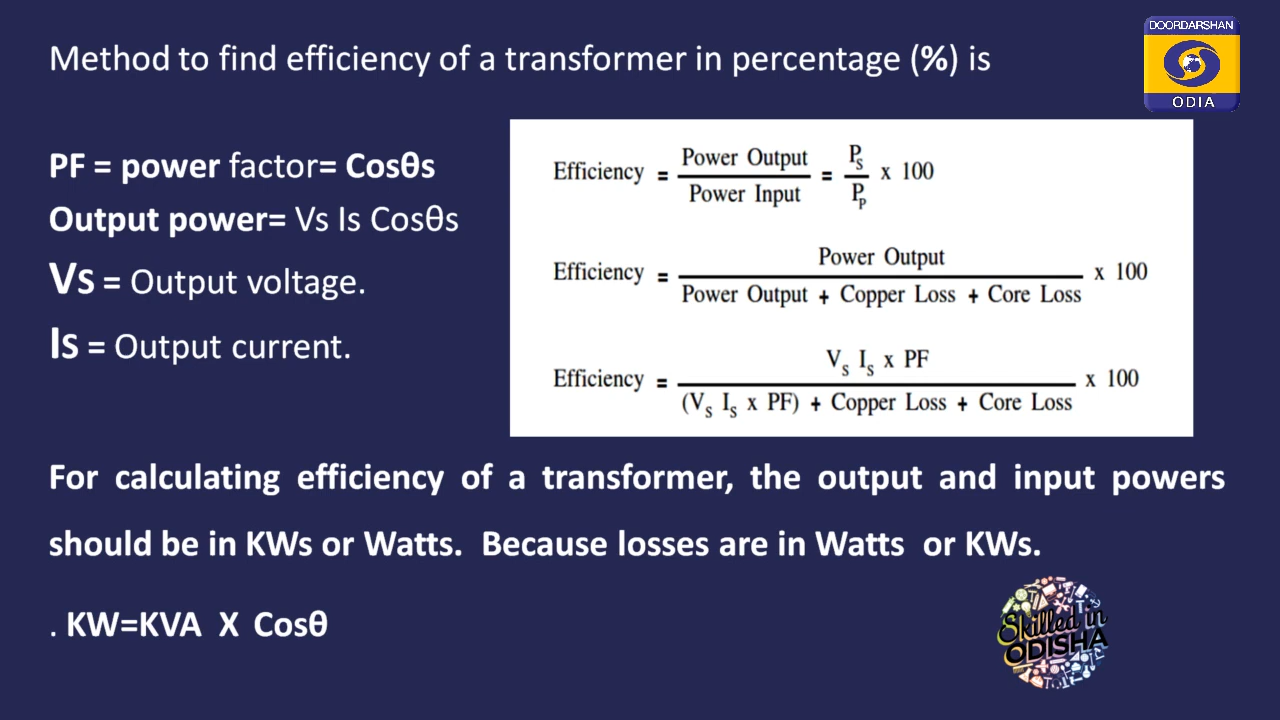 Method to find efficiency of a transformer in percentage (%) is
DOORDARSHAN
ODIA
PF = power factor= Cosθs
Output power= Vs Is Cosθs
Vs = Output voltage.
Is = Output current.
Efficiency = Power Output / Power Input = Ps / Pp x 100
Efficiency = Power Output / Power Output + Copper Loss + Core Loss x 100
Efficiency = Vs Is x PF / (Vs Is x PF) + Copper Loss + Core Loss x 100
For calculating efficiency of a transformer, the output and input powers
should be in KWs or Watts. Because losses are in Watts or KWs.
. KW=KVA X Cosθ
Skilled in
ODISHA